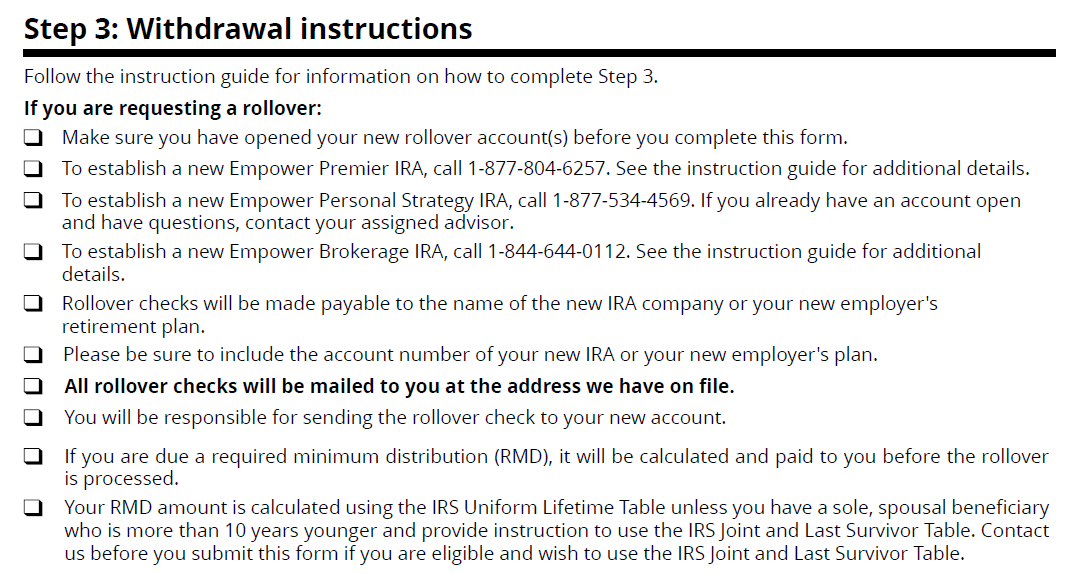 Step 3: Withdrawal instructions
Follow the instruction guide for information on how to complete Step 3.
If you are requesting a rollover:
❏ Make sure you have opened your new rollover account(s) before you complete this form.
❏ To establish a new Empower Premier IRA, call 1-877-804-6257. See the instruction guide for additional details.
❏ To establish a new Empower Personal Strategy IRA, call 1-877-534-4569. If you already have an account open
and have questions, contact your assigned advisor.
❏ To establish a new Empower Brokerage IRA, call 1-844-644-0112. See the instruction guide for additional
details.
❏ Rollover checks will be made payable to the name of the new IRA company or your new employer's
retirement plan.
❏ Please be sure to include the account number of your new IRA or your new employer's plan.
❏ All rollover checks will be mailed to you at the address we have on file.
❏ You will be responsible for sending the rollover check to your new account.
❏ If you are due a required minimum distribution (RMD), it will be calculated and paid to you before the rollover
is processed.
❏ Your RMD amount is calculated using the IRS Uniform Lifetime Table unless you have a sole, spousal beneficiary
who is more than 10 years younger and provide instruction to use the IRS Joint and Last Survivor Table. Contact
us before you submit this form if you are eligible and wish to use the IRS Joint and Last Survivor Table.